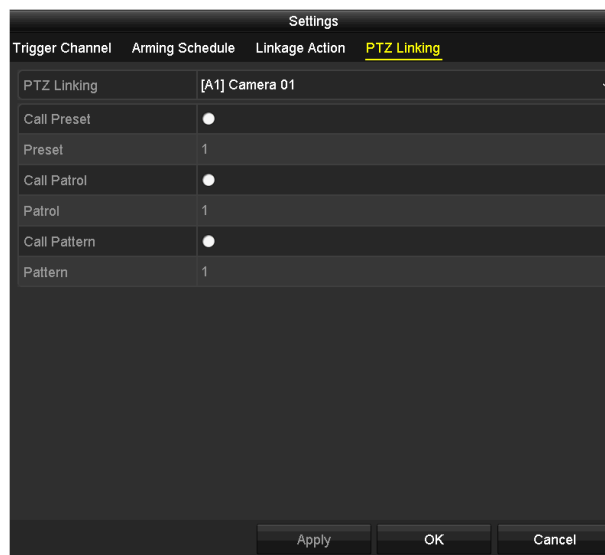 Settings
Trigger Channel Arming Schedule Linkage Action PTZ Linking
PTZ Linking [A1] Camera 01
Call Preset
Preset 1
Call Patrol
Patrol 1
Call Pattern
Pattern 1
Apply OK Cancel